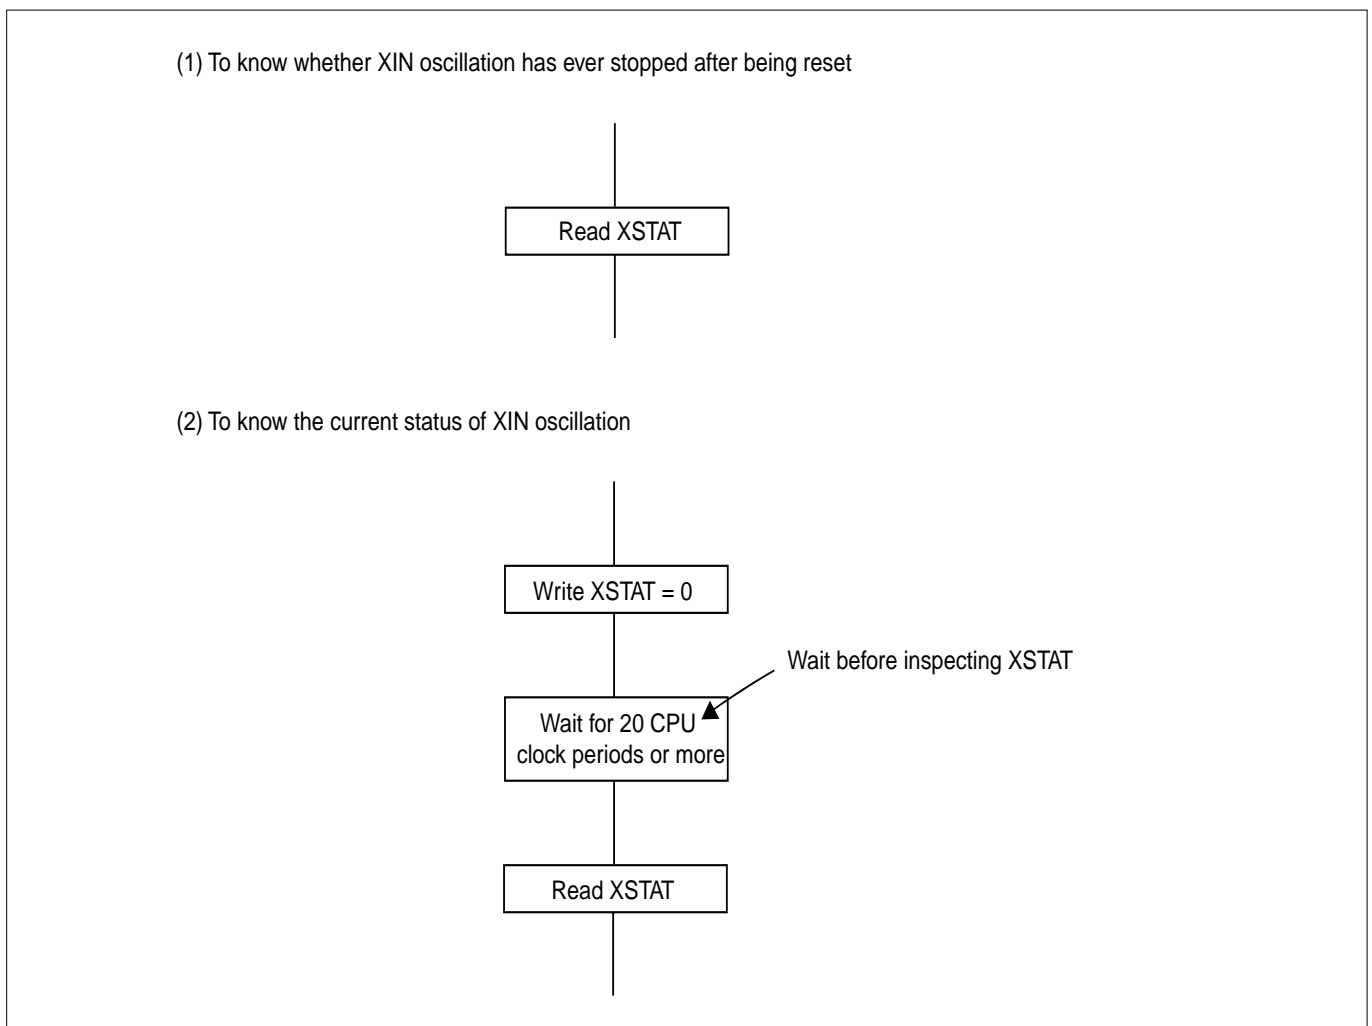 (1) To know whether XIN oscillation has ever stopped after being reset
Read XSTAT
(2) To know the current status of XIN oscillation
Write XSTAT = 0
Wait before inspecting XSTAT
Wait for 20 CPU
clock periods or more
Read XSTAT